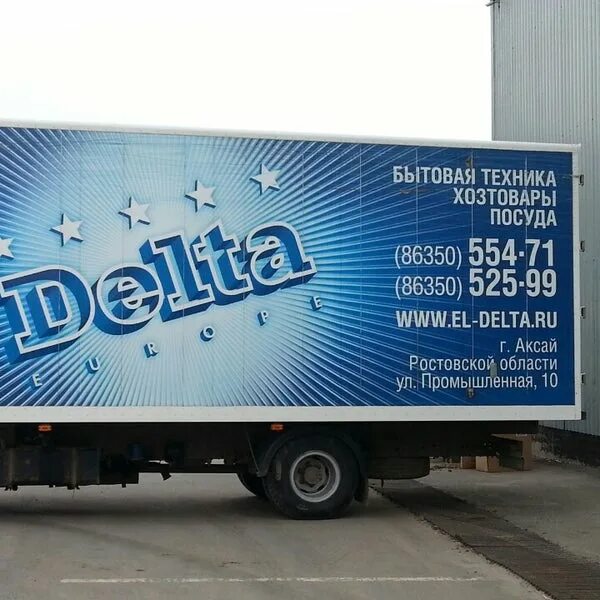 Delta
EUROPE
БЫТОВАЯ ТЕХНИКА
ХОЗТОВАРЫ
ПОСУДА
(86350) 554-71
(86350) 525-99
WWW.EL-DELTA.RU
г. Аксай
Ростовской области
ул. Промышленная, 10